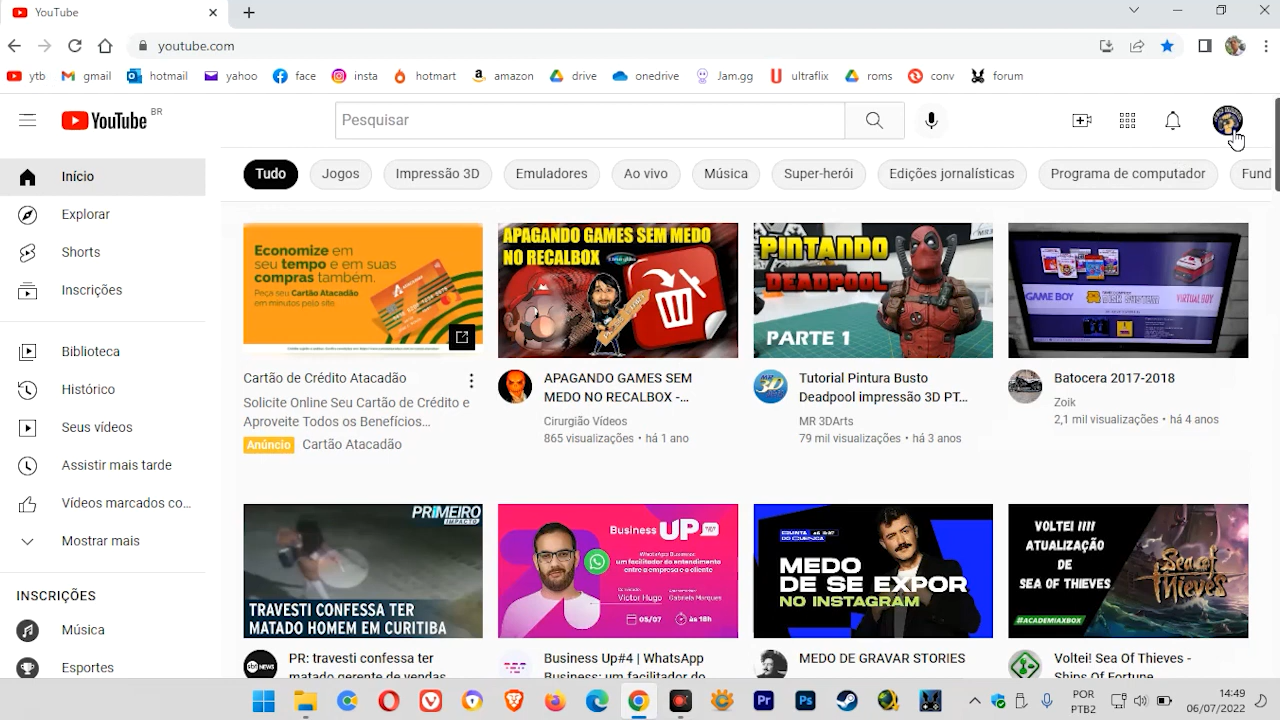 YouTube
youtube.com
ytb
gmail
hotmail
yahoo
face
insta
hotmart
amazon
drive
onedrive
Jam.gg
ultraflix
roms
conv
forum
YouTube BR
Pesquisar
Início
Explorar
Shorts
Inscrições
Biblioteca
Histórico
Seus vídeos
Assistir mais tarde
Vídeos marcados co...
Mostrar mais
INSCRIÇÕES
Música
Esportes
Tudo
Jogos
Impressão 3D
Emuladores
Ao vivo
Música
Super-herói
Edições jornalísticas
Programa de computador
Fund
Economize em
seu tempo e em suas
compras também.
Peça seu Cartão Atacadão
em minutos pelo site.
Cartão de Crédito Atacadão
Solicite Online Seu Cartão de Crédito e
Aproveite Todos os Benefícios...
Anúncio Cartão Atacadão
APAGANDO GAMES SEM MEDO
NO RECALBOX
APAGANDO GAMES SEM
MEDO NO RECALBOX -...
Cirurgião Vídeos
865 visualizações • há 1 ano
PINTANDO
DEADPOOL
PARTE 1
MR 3D
Tutorial Pintura Busto
Deadpool impressão 3D PT...
MR 3DArts
79 mil visualizações • há 3 anos
GAME BOY
VIRTUAL BOY
Batocera 2017-2018
Zoik
2,1 mil visualizações • há 4 anos
PRIMEIRO
IMPACTO
TRAVESTI CONFESSA TER
MATADO HOMEM EM CURITIBA
NEWS
PR: travesti confessa ter
matado gerente de vendas
Business UP
WhatsApp Business:
um facilitador do entendimento
entre a empresa e o cliente
Victor Hugo
Gabriela Marques
05/07
às 18h
Business Up#4 | WhatsApp
Business: um facilitador do
MEDO
DE SE EXPOR
NO INSTAGRAM
MEDO DE GRAVAR STORIES
VOLTEI !!!!
ATUALIZAÇÃO
DE
SEA OF THIEVES
#ACADEMIAXBOX
Sea of
Thieves
Voltei! Sea Of Thieves -
Ships Of Fortune
Pr
Ps
POR
PTB2
14:49
06/07/2022